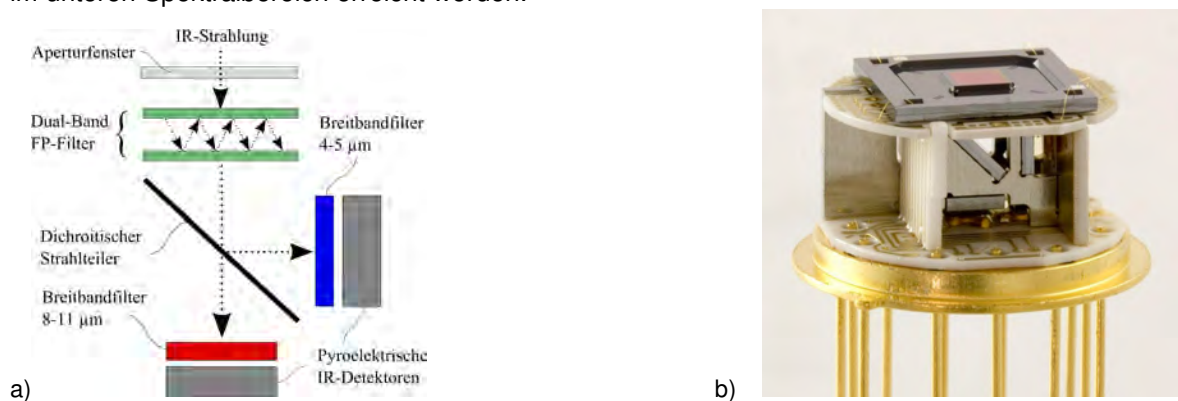 im unteren Spektralbereich erreicht werden.
IR-Strahlung
Aperturfenster
Dual-Band
FP-Filter
Breitbandfilter
4-5 µm
Dichroitischer
Strahlteiler
Breitbandfilter
8-11 µm
Pyroelektrische
IR-Detektoren
a)
b)